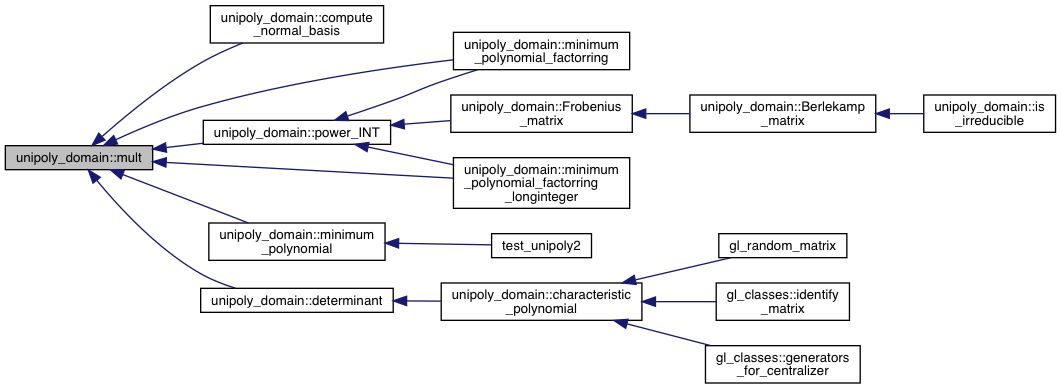 unipoly_domain::compute
_normal_basis
unipoly_domain::minimum
_polynomial_factorring
unipoly_domain::Frobenius
_matrix
unipoly_domain::Berlekamp
_matrix
unipoly_domain::is
_irreducible
unipoly_domain::power_INT
unipoly_domain::mult
unipoly_domain::minimum
_polynomial_factorring
_longinteger
unipoly_domain::minimum
_polynomial
test_unipoly2
gl_random_matrix
unipoly_domain::determinant
unipoly_domain::characteristic
_polynomial
gl_classes::identify
_matrix
gl_classes::generators
_for_centralizer